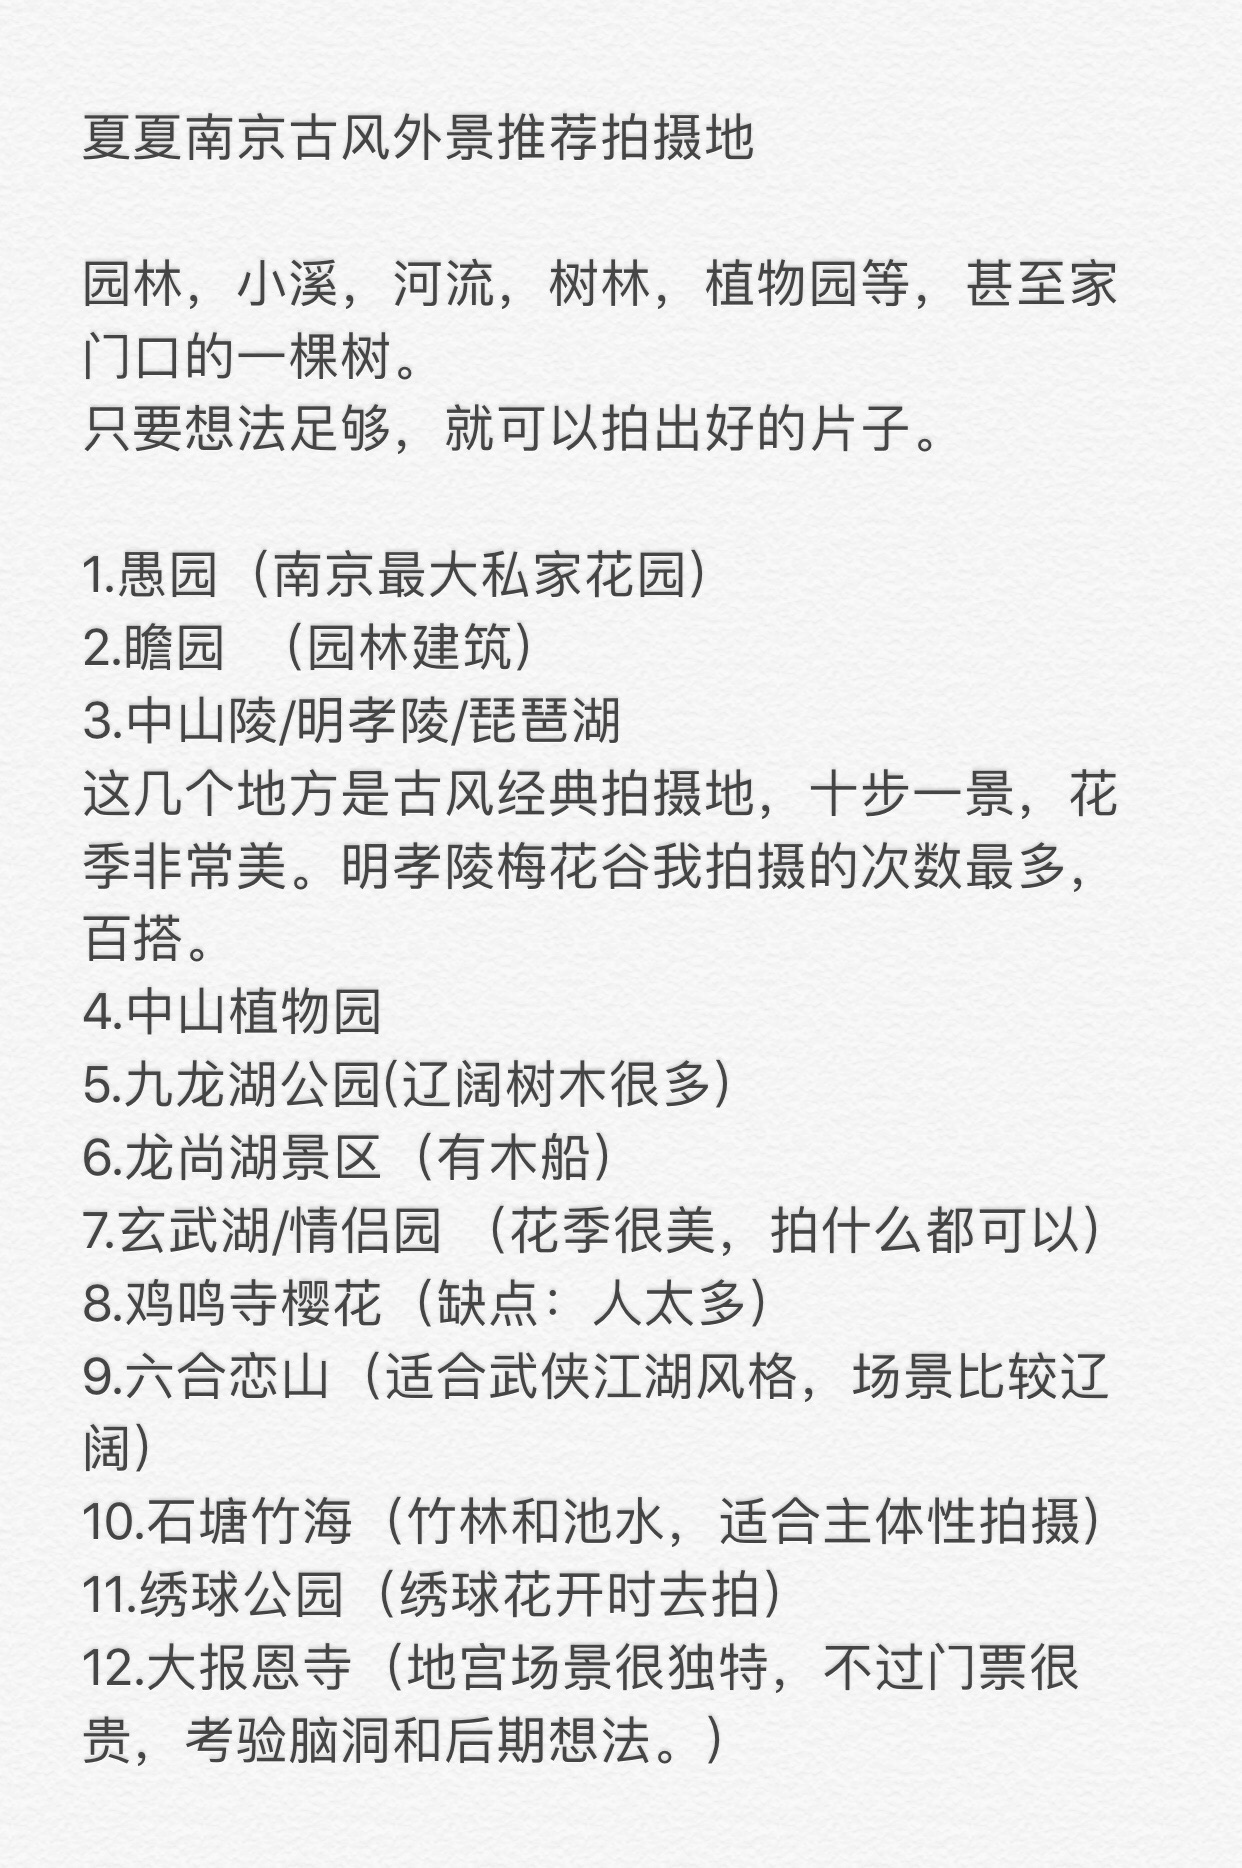 夏夏南京古风外景推荐拍摄地
园林，小溪，河流，树林，植物园等，甚至家
门口的一棵树。
只要想法足够，就可以拍出好的片子。
1.愚园（南京最大私家花园）
2.瞻园 （园林建筑）
3.中山陵/明孝陵/琵琶湖
这几个地方是古风经典拍摄地，十步一景，花
季非常美。明孝陵梅花谷我拍摄的次数最多，
百搭。
4.中山植物园
5.九龙湖公园(辽阔树木很多）
6.龙尚湖景区（有木船）
7.玄武湖/情侣园 （花季很美，拍什么都可以）
8.鸡鸣寺樱花（缺点：人太多）
9.六合恋山（适合武侠江湖风格，场景比较辽
阔）
10.石塘竹海（竹林和池水，适合主体性拍摄）
11.绣球公园（绣球花开时去拍）
12.大报恩寺（地宫场景很独特，不过门票很
贵，考验脑洞和后期想法。）